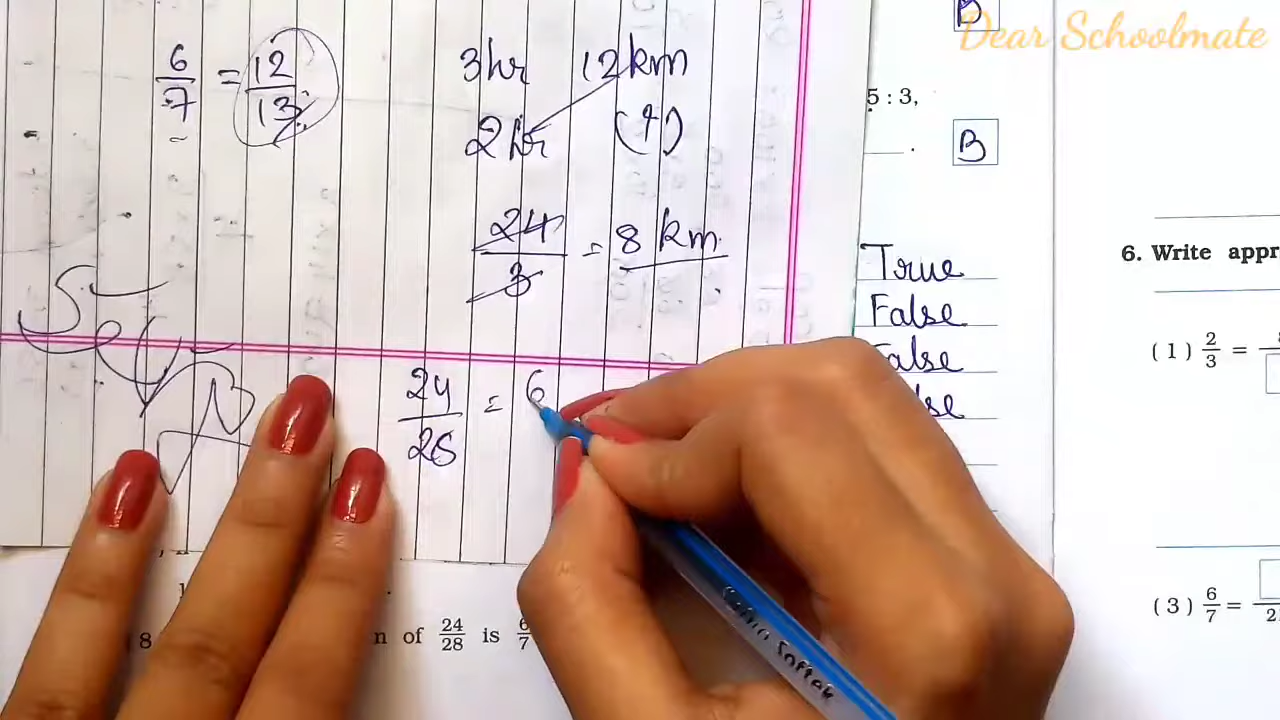 Dear Schoolmate
6/7 = 12/13
3hr 12km
2hr (?)
24/3 = 8 km
24/28 = 6
n of 24/28 is 6/7
5 : 3,
B
True
False
False
6. Write appr
(1) 2/3 =
(3) 6/7 =